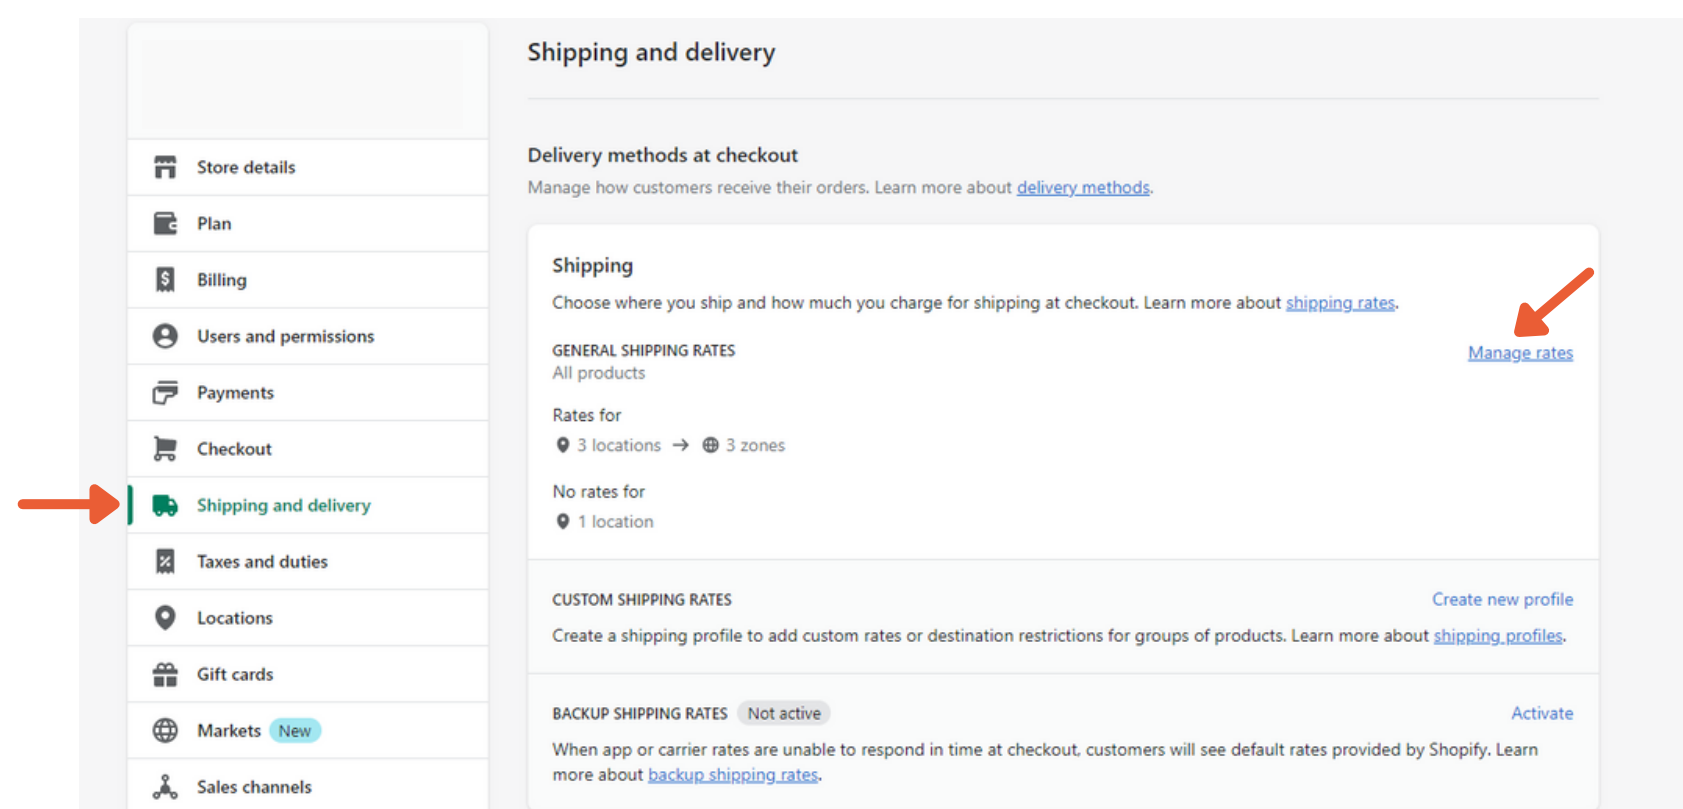 Shipping and delivery
Store details
Plan
Billing
Users and permissions
Payments
Checkout
Shipping and delivery
Taxes and duties
Locations
Gift cards
Markets New
Sales channels
Delivery methods at checkout
Manage how customers receive their orders. Learn more about delivery methods.
Shipping
Choose where you ship and how much you charge for shipping at checkout. Learn more about shipping rates.
GENERAL SHIPPING RATES
Manage rates
All products
Rates for
3 locations → 3 zones
No rates for
1 location
CUSTOM SHIPPING RATES
Create new profile
Create a shipping profile to add custom rates or destination restrictions for groups of products. Learn more about shipping profiles.
BACKUP SHIPPING RATES Not active
Activate
When app or carrier rates are unable to respond in time at checkout, customers will see default rates provided by Shopify. Learn
more about backup shipping rates.